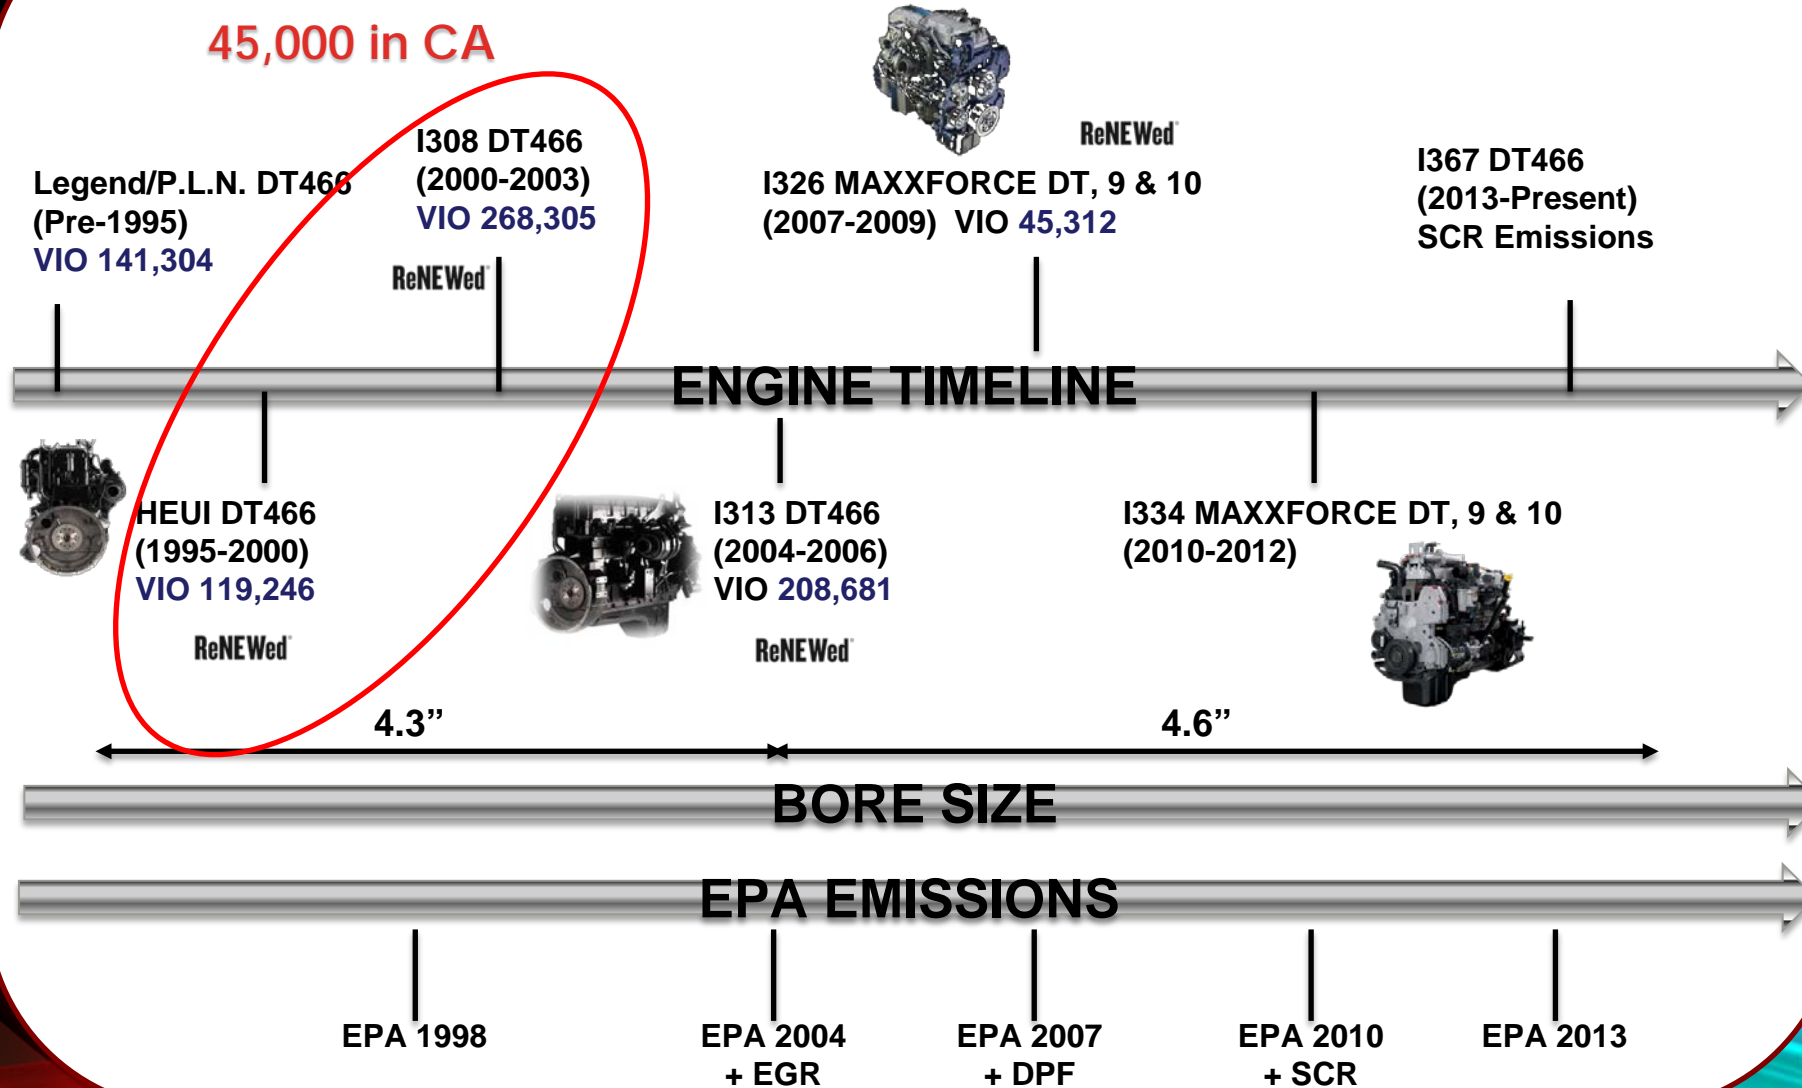 45,000 in CA
Legend/P.L.N. DT466
(Pre-1995)
VIO 141,304
I308 DT466
(2000-2003)
VIO 268,305
ReNEWed
ReNEWed
I326 MAXXFORCE DT, 9 & 10
(2007-2009) VIO 45,312
I367 DT466
(2013-Present)
SCR Emissions
ENGINE TIMELINE
HEUI DT466
(1995-2000)
VIO 119,246
ReNEWed
I313 DT466
(2004-2006)
VIO 208,681
ReNEWed
I334 MAXXFORCE DT, 9 & 10
(2010-2012)
4.3”
4.6”
BORE SIZE
EPA EMISSIONS
EPA 1998
EPA 2004
+ EGR
EPA 2007
+ DPF
EPA 2010
+ SCR
EPA 2013